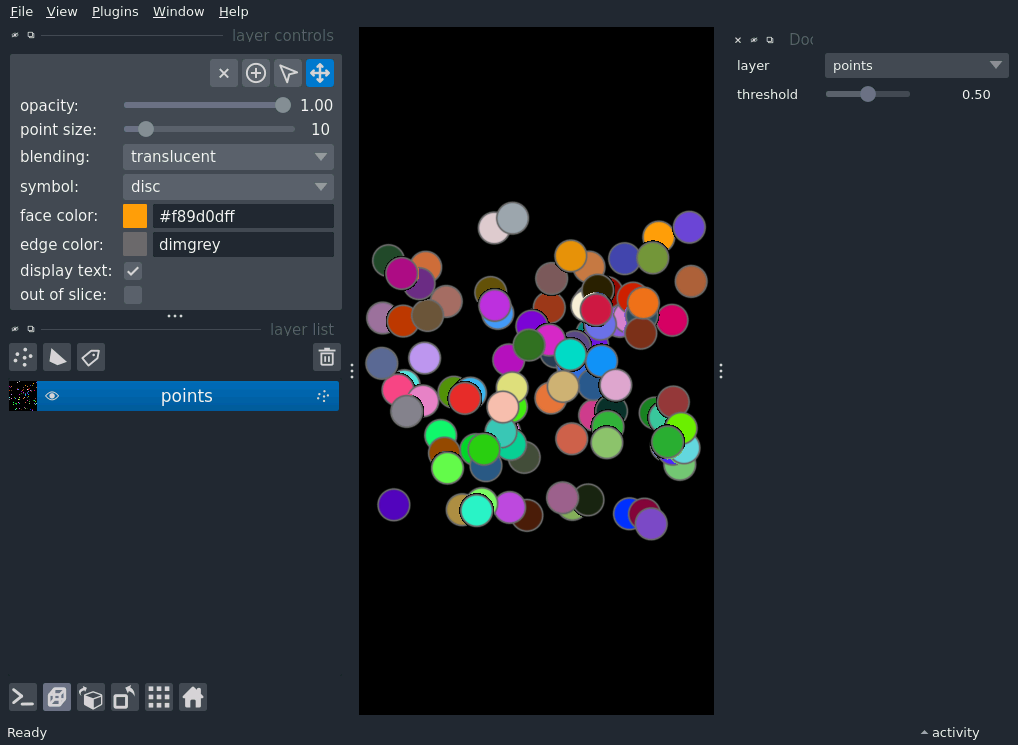 File View Plugins Window Help
layer controls
opacity: 1.00
point size: 10
blending: translucent
symbol: disc
face color: #f89d0dff
edge color: dimgrey
display text:
out of slice:
layer list
points
Ready
Doc
layer points
threshold 0.50
activity